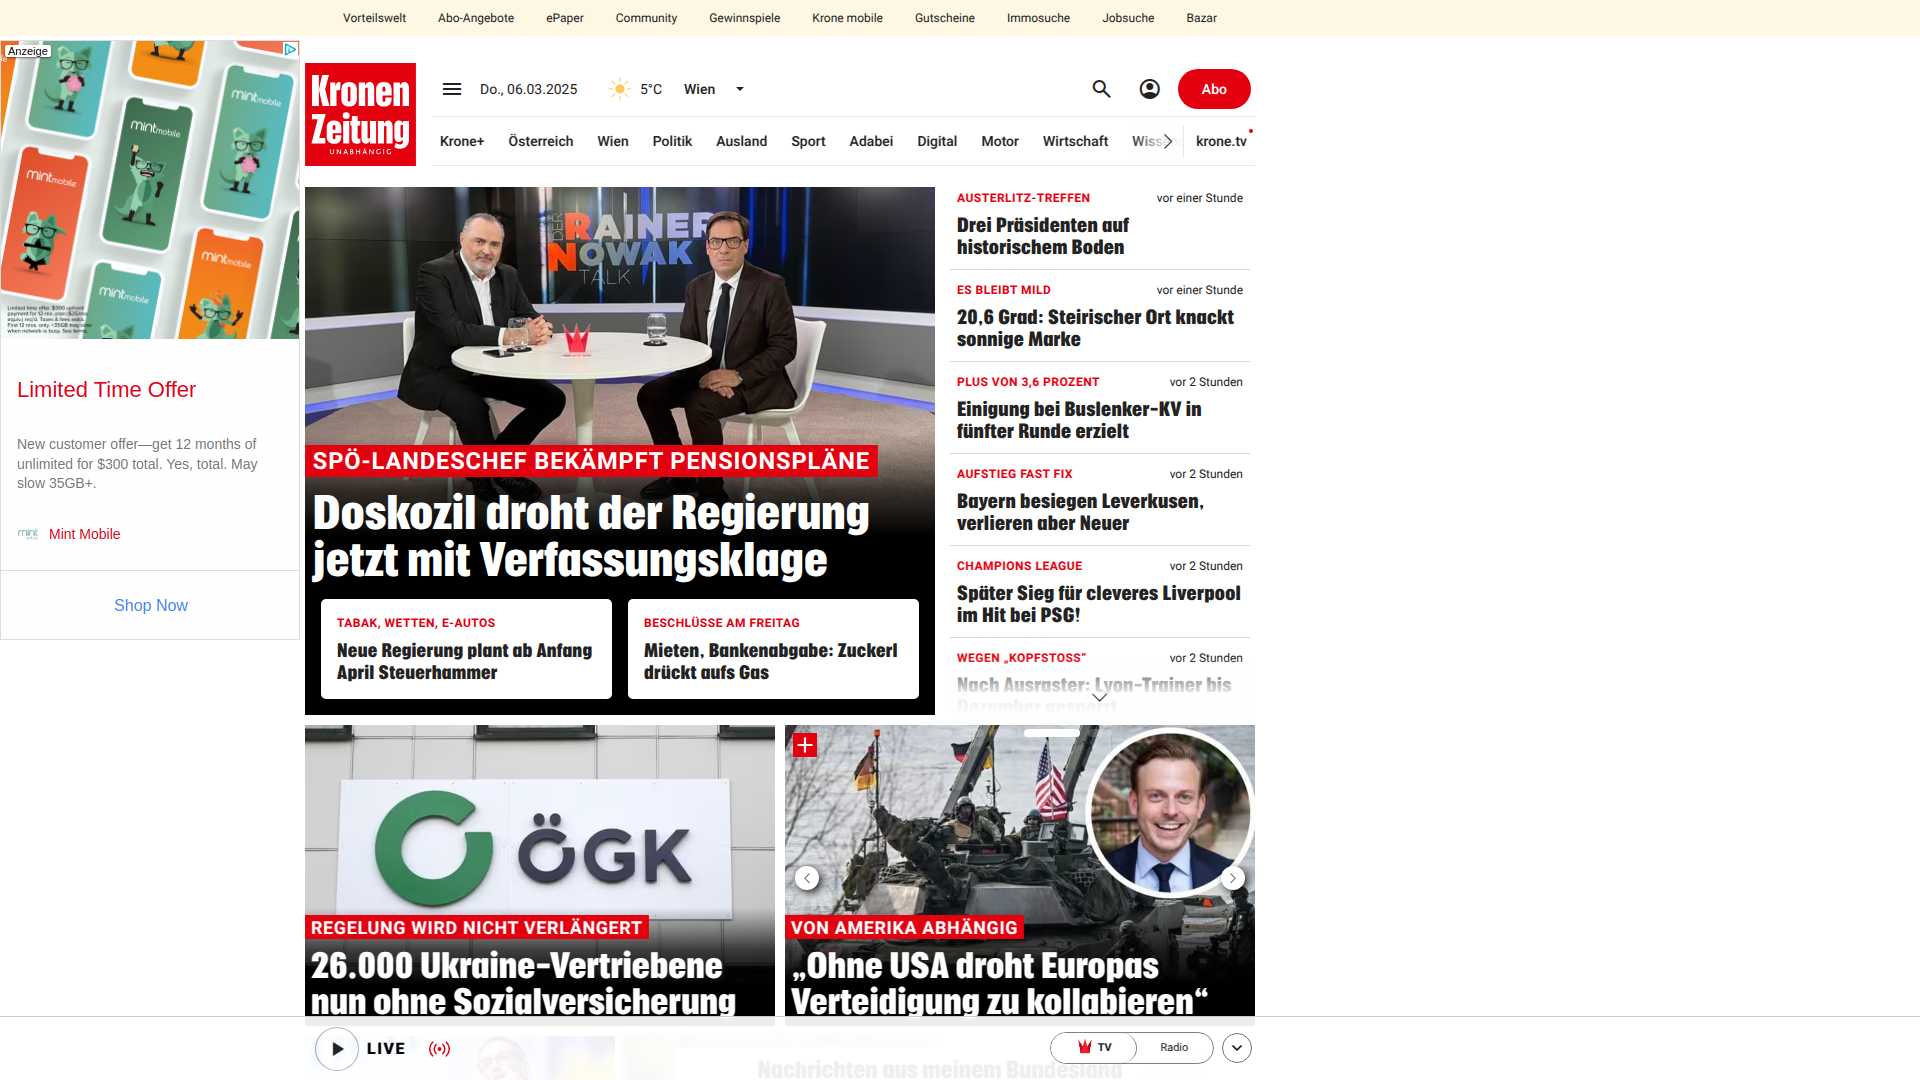 Vorteilswelt
Abo-Angebote
ePaper
Community
Gewinnspiele
Krone mobile
Gutscheine
Immosuche
Jobsuche
Bazar
Anzeige
mintmobile
mintmobile
mintmobile
mintmobile
mintmobile
Limited Time Offer
New customer offer—get 12 months of
unlimited for $300 total. Yes, total. May
slow 35GB+.
Mint Mobile
Shop Now
Kronen
Zeitung
UNABHÄNGIG
Do., 06.03.2025
5°C
Wien
Abo
Krone+
Österreich
Wien
Politik
Ausland
Sport
Adabei
Digital
Motor
Wirtschaft
krone.tv
DER
RAINER
NOWAK
TALK
SPÖ-LANDESCHEF BEKÄMPFT PENSIONSPLÄNE
Doskozil droht der Regierung
jetzt mit Verfassungsklage
TABAK, WETTEN, E-AUTOS
Neue Regierung plant ab Anfang
April Steuerhammer
BESCHLÜSSE AM FREITAG
Mieten, Bankenabgabe: Zuckerl
drückt aufs Gas
AUSTERLITZ-TREFFEN
vor einer Stunde
Drei Präsidenten auf
historischem Boden
ES BLEIBT MILD
vor einer Stunde
20,6 Grad: Steirischer Ort knackt
sonnige Marke
PLUS VON 3,6 PROZENT
vor 2 Stunden
Einigung bei Buslenker-KV in
fünfter Runde erzielt
AUFSTIEG FAST FIX
vor 2 Stunden
Bayern besiegen Leverkusen,
verlieren aber Neuer
CHAMPIONS LEAGUE
vor 2 Stunden
Später Sieg für cleveres Liverpool
im Hit bei PSG!
WEGEN „KOPFSTOSS“
vor 2 Stunden
Nach Ausraster: Lyon-Trainer bis
Dezember gesperrt
ÖGK
REGELUNG WIRD NICHT VERLÄNGERT
26.000 Ukraine-Vertriebene
nun ohne Sozialversicherung
VON AMERIKA ABHÄNGIG
„Ohne USA droht Europas
Verteidigung zu kollabieren“
LIVE
TV
Radio
Nachrichten aus meinem Bundesland